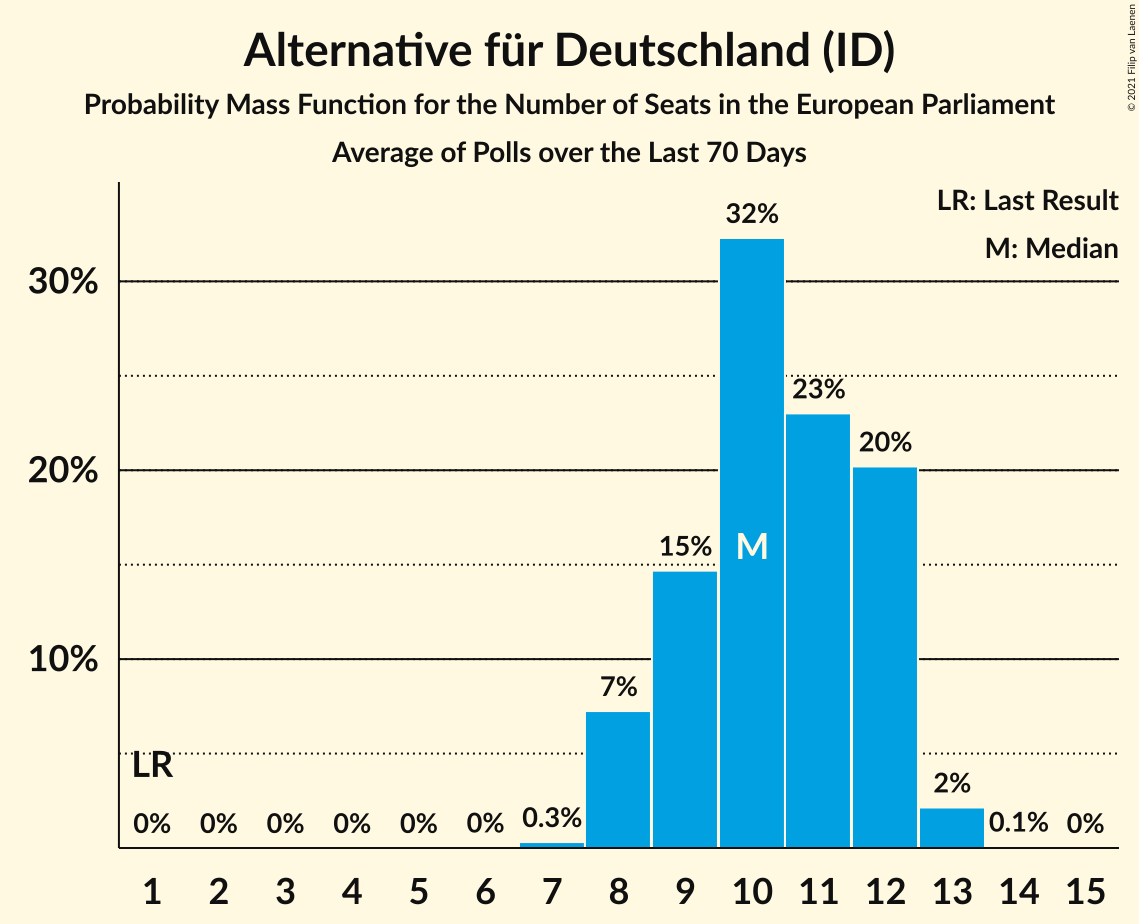 Alternative für Deutschland (ID)
Probability Mass Function for the Number of Seats in the European Parliament
Average of Polls over the Last 70 Days
© 2021 Filip van Laenen
LR: Last Result
M: Median
32%
30%
23%
20%
20%
15%
M
10%
7%
LR
2%
0% 0% 0% 0% 0% 0% 0.3% 0.1% 0%
1 2 3 4 5 6 7 8 9 10 11 12 13 14 15